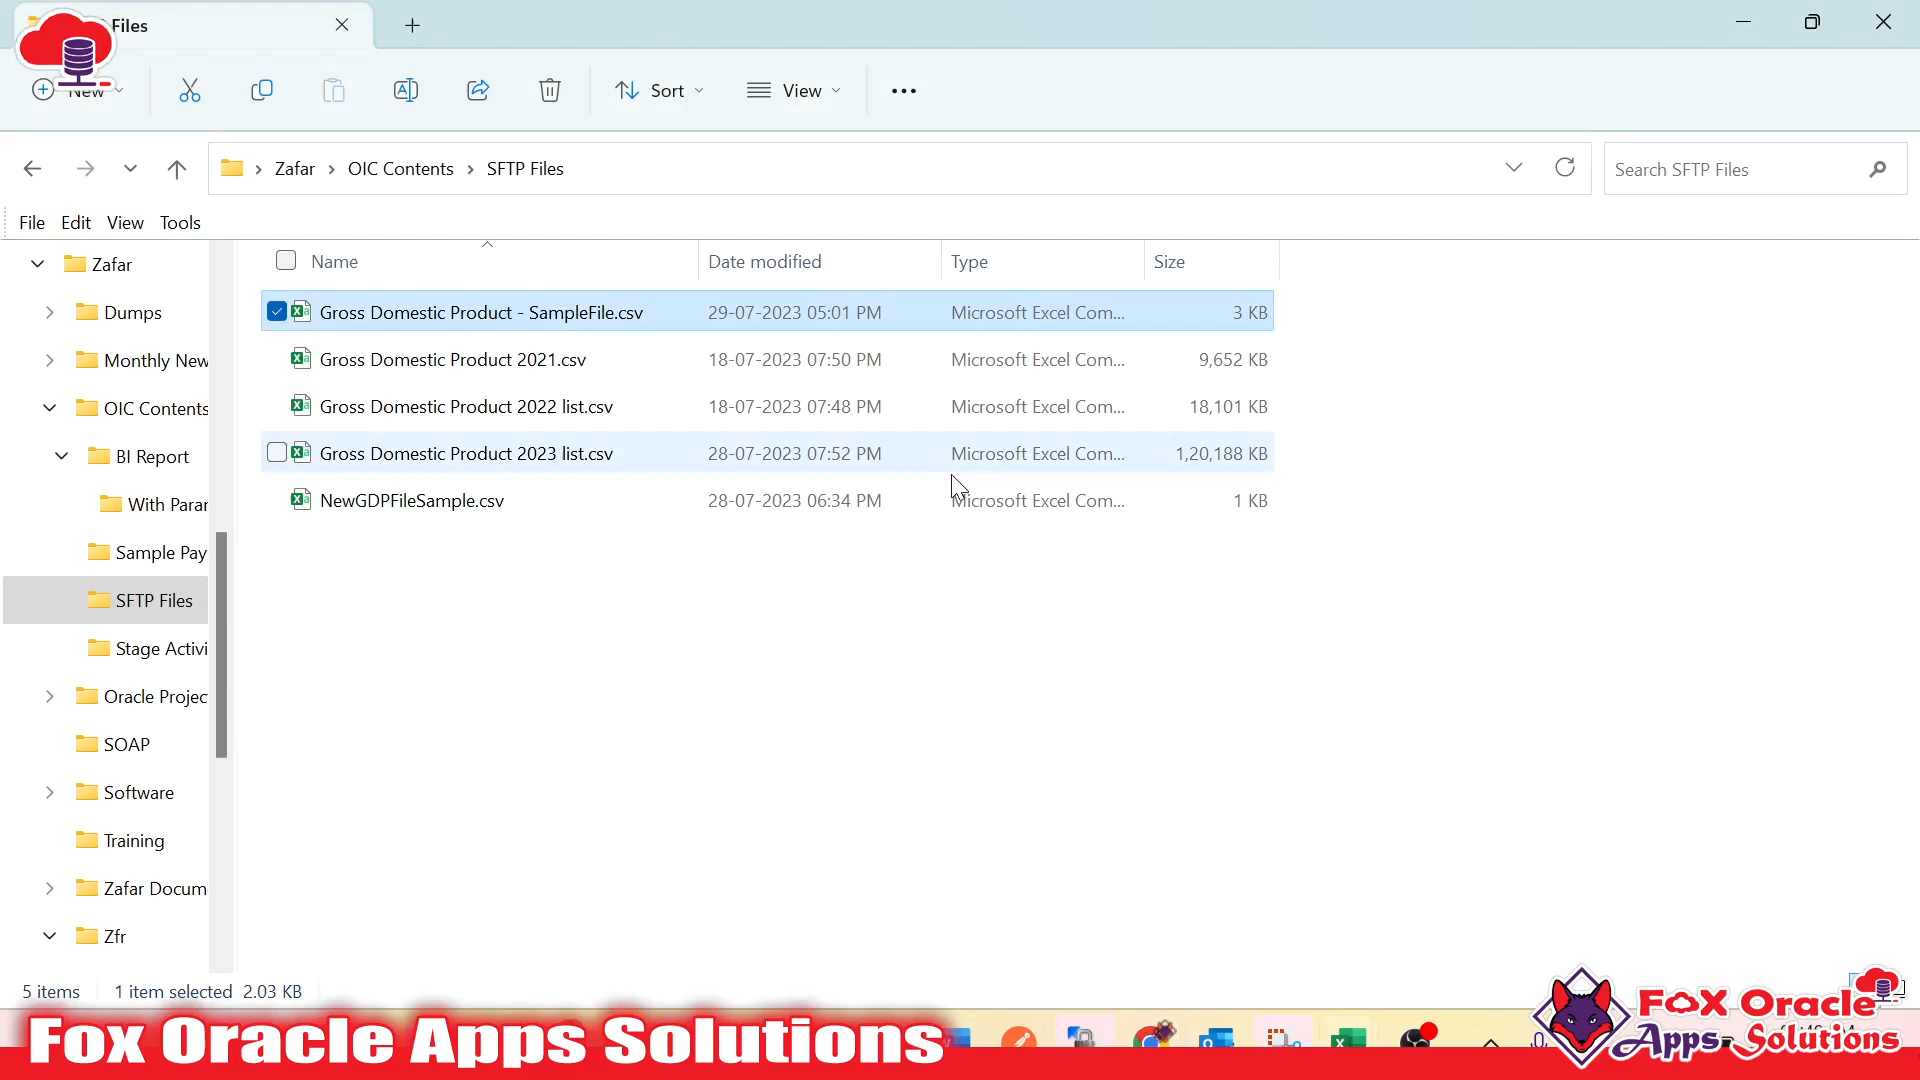 Files
New
Sort
View
Zafar
OIC Contents
SFTP Files
Search SFTP Files
File Edit View Tools
Name Date modified Type Size
Gross Domestic Product - SampleFile.csv 29-07-2023 05:01 PM Microsoft Excel Com... 3 KB
Gross Domestic Product 2021.csv 18-07-2023 07:50 PM Microsoft Excel Com... 9,652 KB
Gross Domestic Product 2022 list.csv 18-07-2023 07:48 PM Microsoft Excel Com... 18,101 KB
Gross Domestic Product 2023 list.csv 28-07-2023 07:52 PM Microsoft Excel Com... 1,20,188 KB
NewGDPFileSample.csv 28-07-2023 06:34 PM Microsoft Excel Com... 1 KB
Zafar
Dumps
Monthly New
OIC Contents
BI Report
With Parar
Sample Pay
SFTP Files
Stage Activi
Oracle Projec
SOAP
Software
Training
Zafar Docum
Zfr
5 items 1 item selected 2.03 KB
Fox Oracle Apps Solutions
Fox Oracle
Apps Solutions